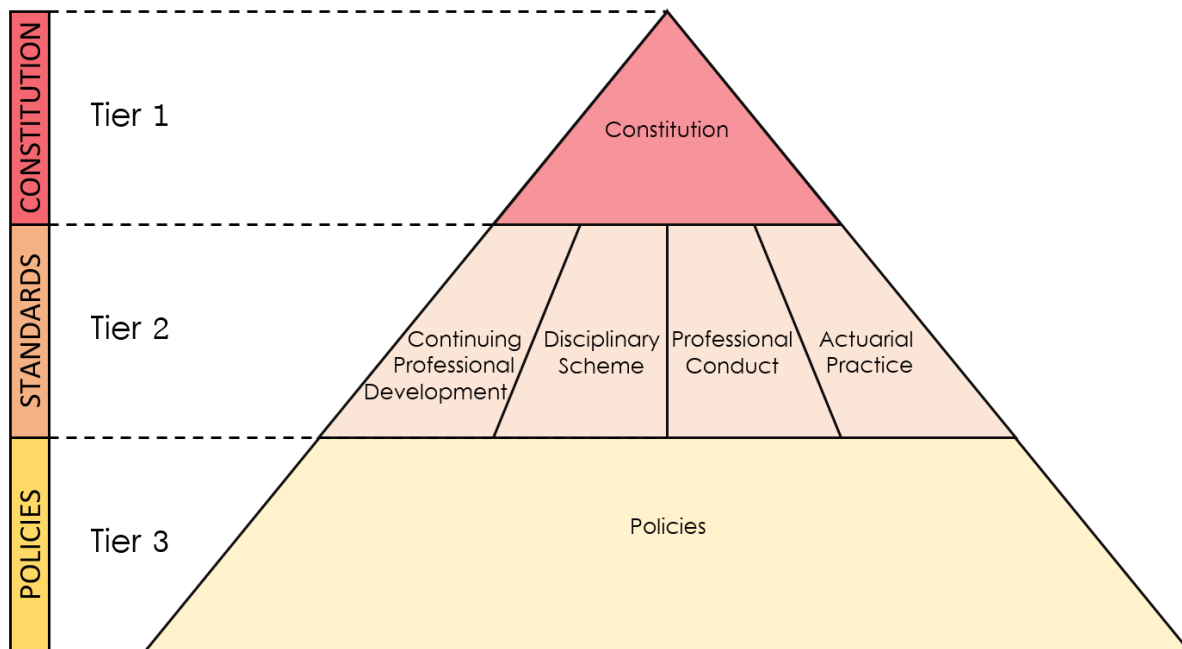 CONSTITUTION
Tier 1
Constitution
STANDARDS
Tier 2
Continuing
Professional
Development
Disciplinary
Scheme
Professional
Conduct
Actuarial
Practice
POLICIES
Tier 3
Policies